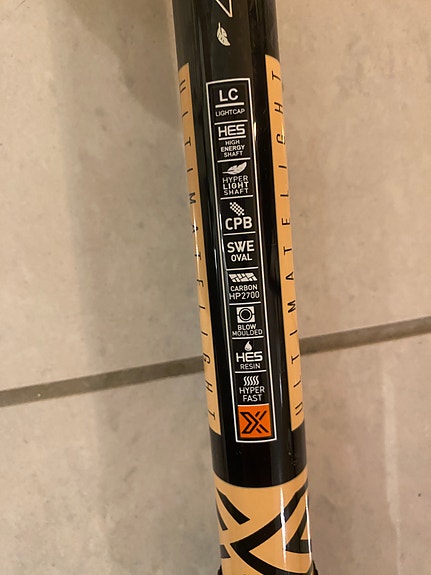 LC
LIGHTCAP
HES
HIGH
ENERGY
SHAFT
HYPER
LIGHT
SHAFT
CPB
SWE
OVAL
CARBON
HP2700
BLOW
MOULDED
HES
RESIN
HYPER
FAST
X
ULTIMATELIGHT
ULTIMATELIGHT